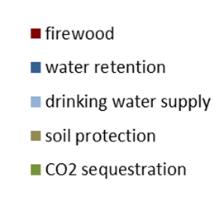 firewood
water retention
drinking water supply
soil protection
CO2 sequestration